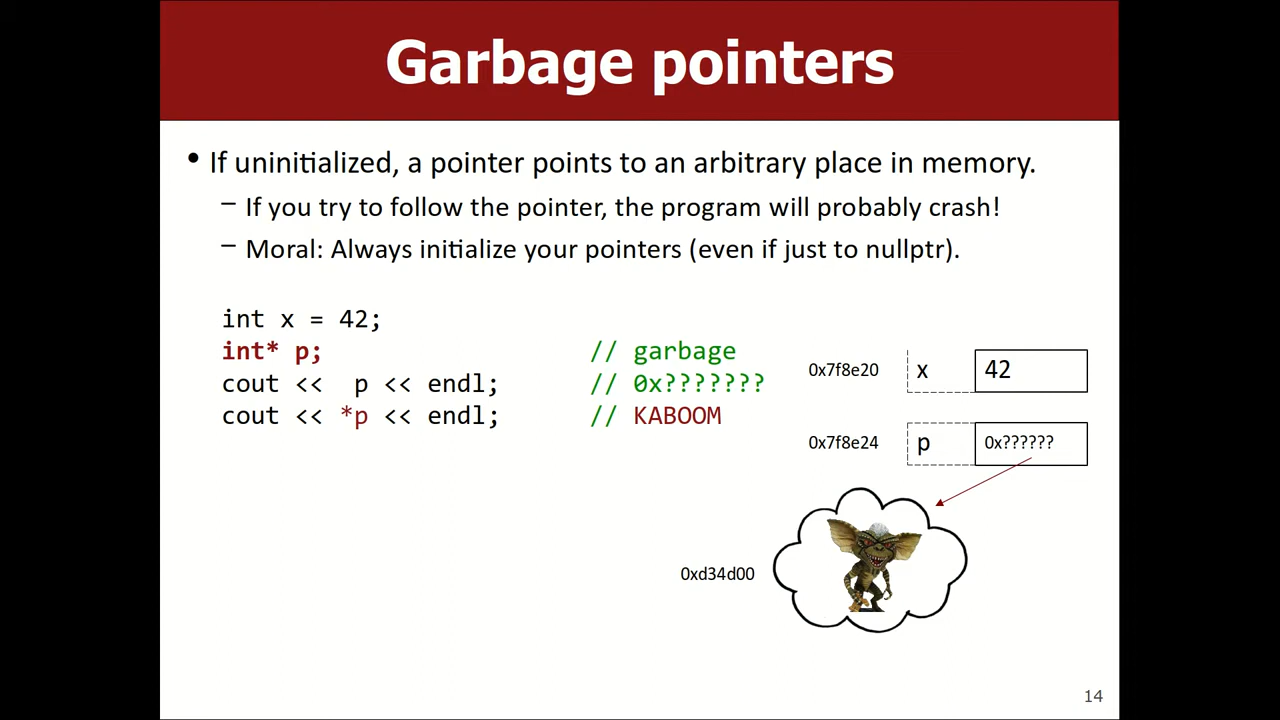 Garbage pointers
• If uninitialized, a pointer points to an arbitrary place in memory.
– If you try to follow the pointer, the program will probably crash!
– Moral: Always initialize your pointers (even if just to nullptr).
int x = 42;
int* p; // garbage
cout << p << endl; // 0x???????
cout << *p << endl; // KABOOM
0x7f8e20 x 42
0x7f8e24 p 0x??????
0xd34d00
14